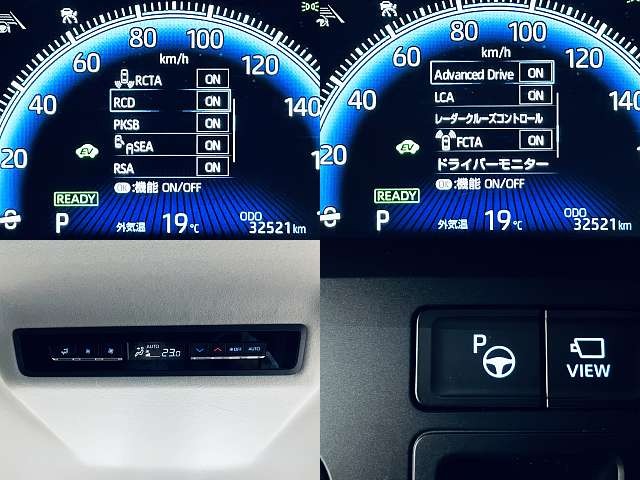 20 40 60 80 100 120 140
km/h
RCTA ON
RCD ON
PKSB ON
SEA ON
RSA ON
OK:機能 ON/OFF
EV
READY
P 外気温 19℃ ODO 32521km
20 40 60 80 100 120 140
km/h
Advanced Drive ON
LCA ON
レーダークルーズコントロール
FCTA ON
ドライバーモニター
OK:機能 ON/OFF
EV
READY
P 外気温 19℃ ODO 32521km
AUTO
23.0
OFF AUTO
P
VIEW